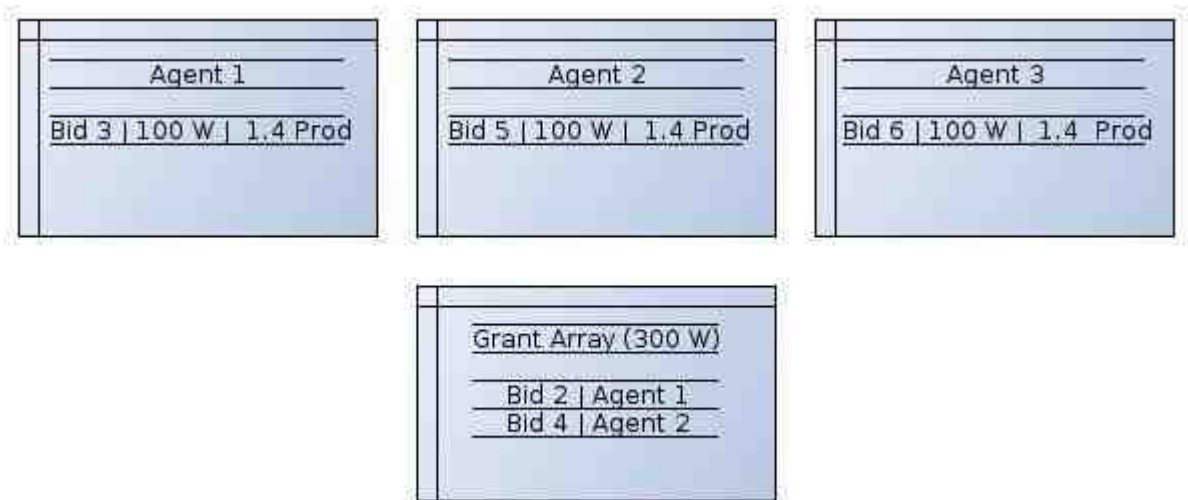 Agent 1
Bid 3 | 100 W | 1.4 Prod
Agent 2
Bid 5 | 100 W | 1.4 Prod
Agent 3
Bid 6 | 100 W | 1.4 Prod
Grant Array (300 W)
Bid 2 | Agent 1
Bid 4 | Agent 2